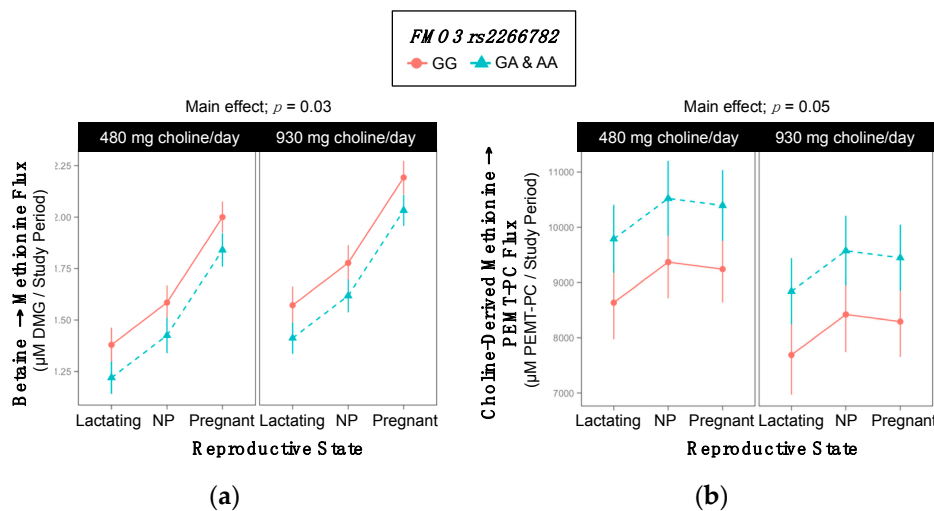 FMO3 rs2266782
GG GA & AA
Main effect; p = 0.03
480 mg choline/day 930 mg choline/day
Betaine → Methionine Flux
(µM DMG / Study Period)
2.25
2.00
1.75
1.50
1.25
Lactating NP Pregnant Lactating NP Pregnant
Reproductive State
(a)
Main effect; p = 0.05
480 mg choline/day 930 mg choline/day
Choline-Derived Methionine →
PEMT-PC Flux
(µM PEMT-PC / Study Period)
11000
10000
9000
8000
7000
Lactating NP Pregnant Lactating NP Pregnant
Reproductive State
(b)